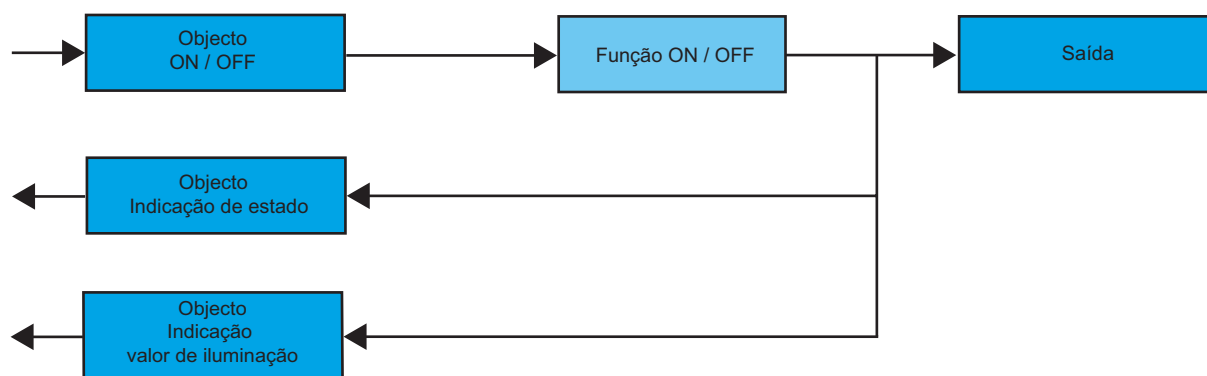 Objecto
ON / OFF
Função ON / OFF
Saída
Objecto
Indicação de estado
Objecto
Indicação
valor de iluminação